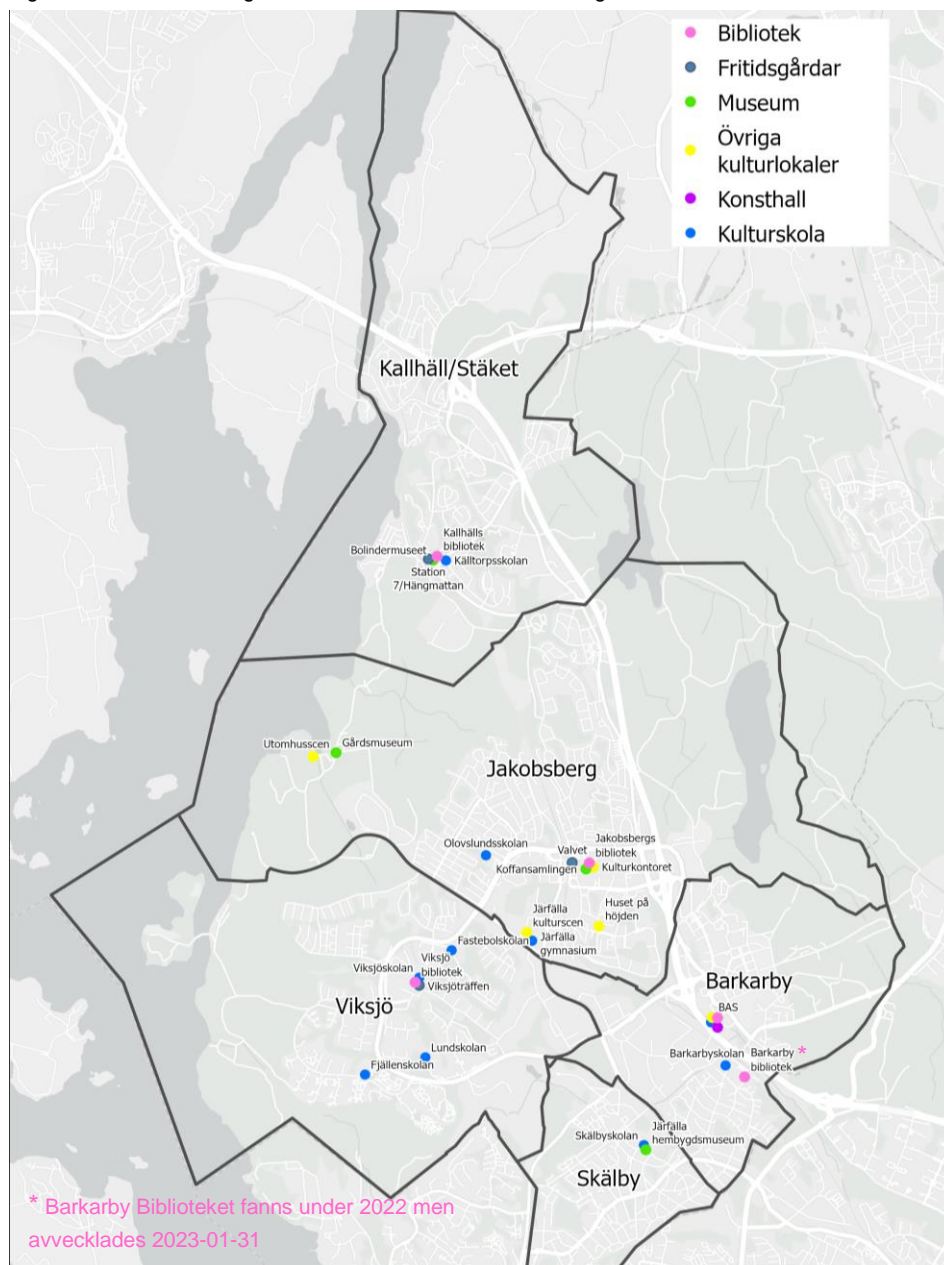 Bibliotek
Fritidsgårdar
Museum
Övriga
kulturlokaler
Konsthall
Kulturskola
Kallhäll/Stäket
Kallhälls
bibliotek
Bolindermuseet
Källtorpsskolan
Station
7/Hängmattan
Utomhusscen
Gårdsmuseum
Jakobsberg
Olovslundsskolan
Valvet
Jakobsbergs
bibliotek
Koffansamlingen
Kulturkontoret
Järfälla
kulturscen
Huset på
höjden
Fastebolskolan
Järfälla
gymnasium
Viksjöskolan
Viksjö
bibliotek
Viksjöträffen
Viksjö
Barkarby
BAS
Lundskolan
Fjällenskolan
Barkarbyskolan
Barkarby *
bibliotek
Skälbyskolan
Järfälla
hembygdsmuseum
Skälby
* Barkarby Biblioteket fanns under 2022 men
avvecklades 2023-01-31